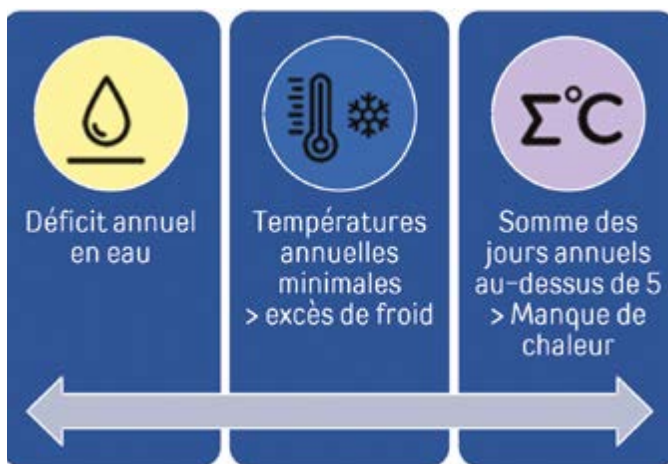 Déficit annuel
en eau
Températures
annuelles
minimales
> excès de froid
Σ°C
Somme des
jours annuels
au-dessus de 5
> Manque de
chaleur